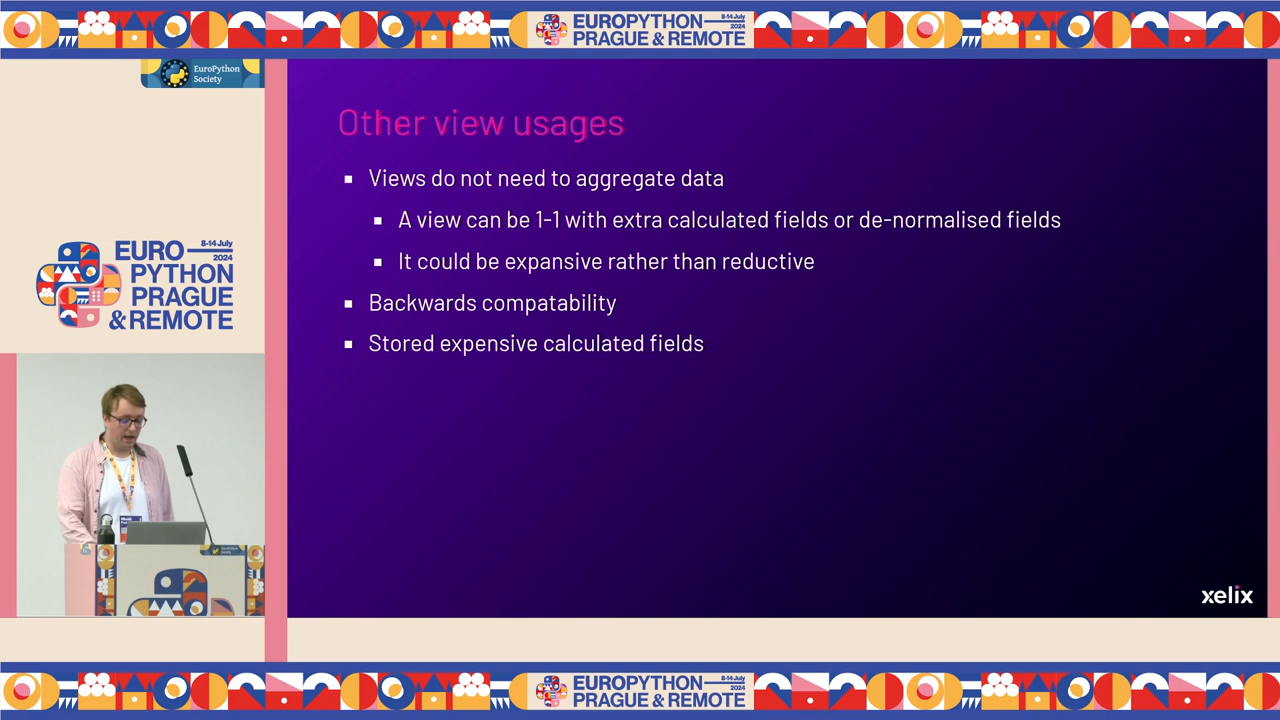 EUROPYTHON
8-14 July
2024
PRAGUE & REMOTE
EuroPython
Society
EURO
8-14 July
2024
PYTHON
PRAGUE
& REMOTE
Other view usages
Views do not need to aggregate data
A view can be 1-1 with extra calculated fields or de-normalised fields
It could be expansive rather than reductive
Backwards compatability
Stored expensive calculated fields
xelix
EUROPYTHON
8-14 July
2024
PRAGUE & REMOTE